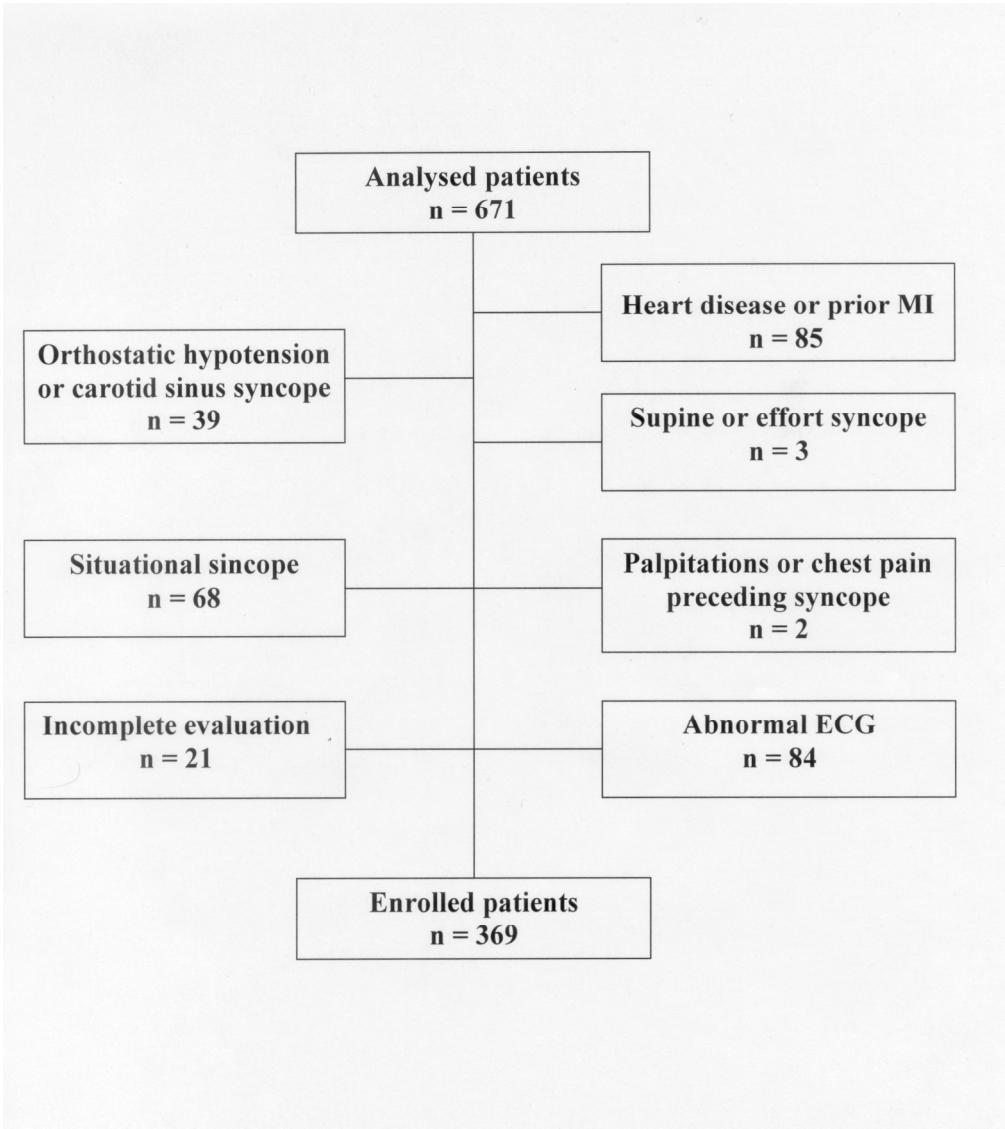 Analysed patients
n = 671
Heart disease or prior MI
n = 85
Orthostatic hypotension
or carotid sinus syncope
n = 39
Supine or effort syncope
n = 3
Situational sincope
n = 68
Palpitations or chest pain
preceding syncope
n = 2
Incomplete evaluation
n = 21
Abnormal ECG
n = 84
Enrolled patients
n = 369